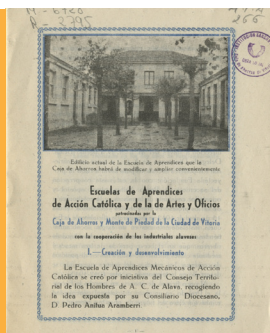 M-6926
A-2795
ATA
266
Edificio actual de la Escuela de Aprendices que la
Caja de Ahorros habrá de modificar y ampliar convenientemente
Escuelas de Aprendices
de Acción Católica y de la de Artes y Oficios
patrocinadas por la
Caja de Ahorros y Monte de Piedad de la Ciudad de Vitoria
con la cooperación de los industriales alaveses
I.—Creación y desenvolvimiento
La Escuela de Aprendices Mecánicos de Acción
Católica se creó por iniciativa del Consejo Territo-
rial de los Hombres de A. C. de Alava, recogiendo
la idea expuesta por su Consiliario Diocesano,
D. Pedro Anitua Aramberri.